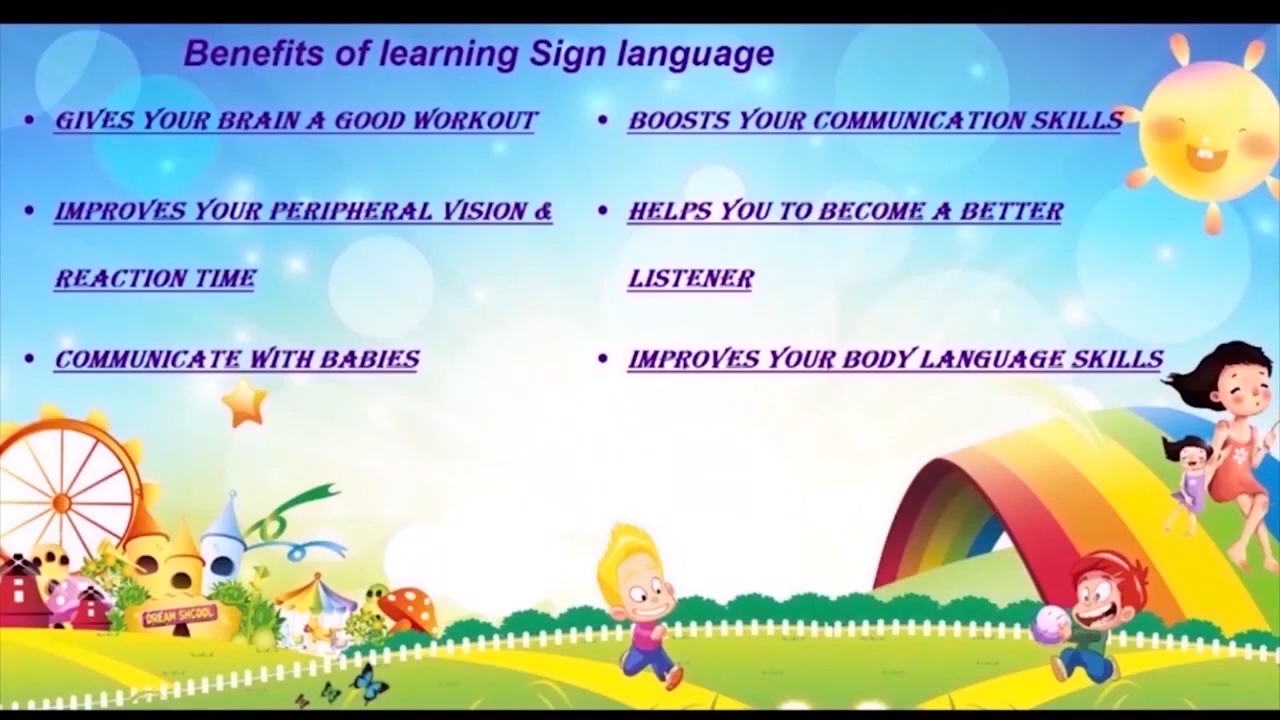 Benefits of learning Sign language
• GIVES YOUR BRAIN A GOOD WORKOUT
• IMPROVES YOUR PERIPHERAL VISION &
REACTION TIME
• COMMUNICATE WITH BABIES
• BOOSTS YOUR COMMUNICATION SKILLS
• HELPS YOU TO BECOME A BETTER
LISTENER
• IMPROVES YOUR BODY LANGUAGE SKILLS
DREAM SHCOOL